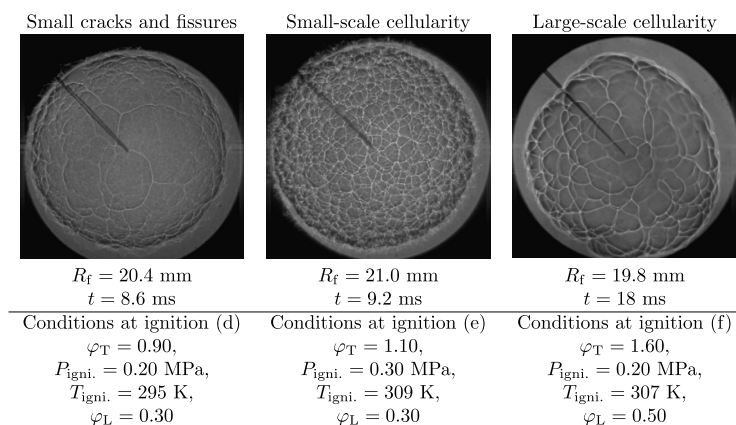 Small cracks and fissures Small-scale cellularity Large-scale cellularity
R_f = 20.4 mm R_f = 21.0 mm R_f = 19.8 mm
t = 8.6 ms t = 9.2 ms t = 18 ms
Conditions at ignition (d) Conditions at ignition (e) Conditions at ignition (f)
φ_T = 0.90, φ_T = 1.10, φ_T = 1.60,
P_igni. = 0.20 MPa, P_igni. = 0.30 MPa, P_igni. = 0.20 MPa,
T_igni. = 295 K, T_igni. = 309 K, T_igni. = 307 K,
φ_L = 0.30 φ_L = 0.30 φ_L = 0.50